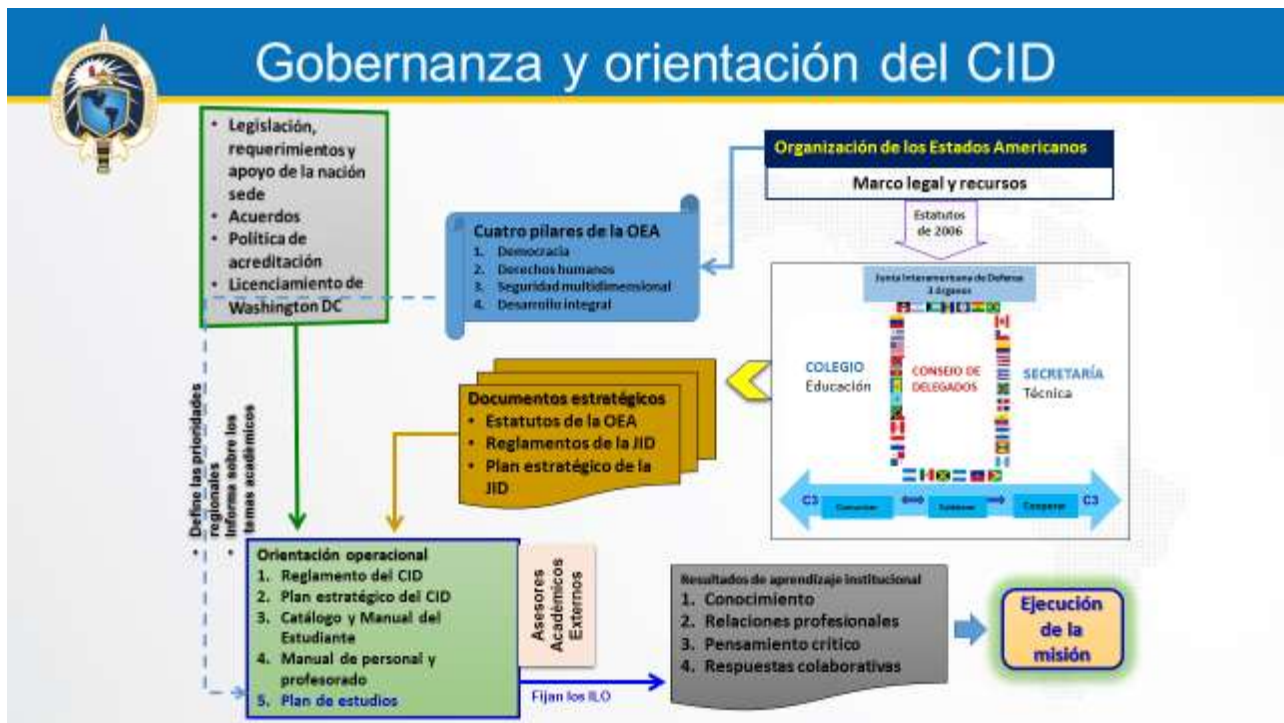 Gobernanza y orientación del CID
• Legislación,
requerimientos y
apoyo de la nación
sede
• Acuerdos
• Política de
acreditación
• Licenciamiento de
Washington DC
Organización de los Estados Americanos
Marco legal y recursos
Estatutos
de 2006
Cuatro pilares de la OEA
1. Democracia
2. Derechos humanos
3. Seguridad multidimensional
4. Desarrollo integral
Junta Interamericana de Defensa
3 órganos
COLEGIO
Educación
CONSEJO DE
DELEGADOS
SECRETARÍA
Técnica
C3
Comunicar
Cooperar
C3
Documentos estratégicos
• Estatutos de la OEA
• Reglamentos de la JID
• Plan estratégico de la
JID
• Define las prioridades
regionales
• Informa sobre los
temas académicos
Orientación operacional
1. Reglamento del CID
2. Plan estratégico del CID
3. Catálogo y Manual del
Estudiante
4. Manual de personal y
profesorado
5. Plan de estudios
Asesores
Académicos
Externos
Fijan los ILO
Resultados de aprendizaje institucional
1. Conocimiento
2. Relaciones profesionales
3. Pensamiento crítico
4. Respuestas colaborativas
Ejecución
de la
misión